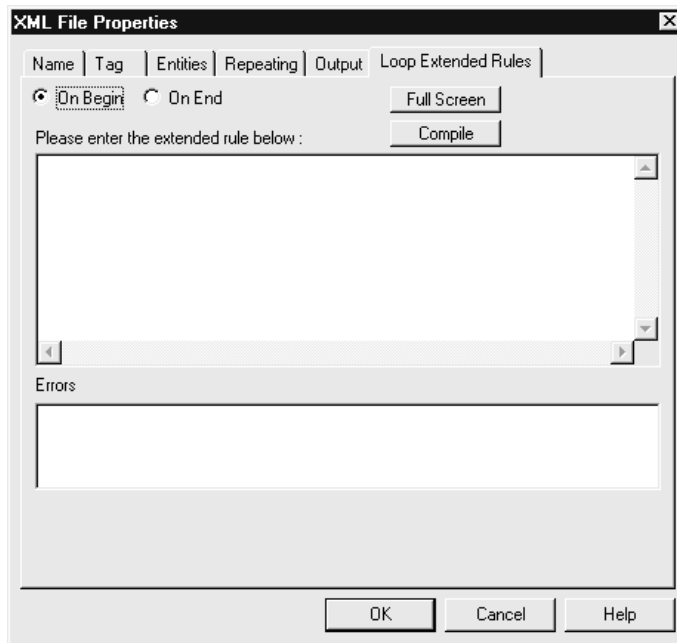 XML File Properties
Name Tag Entities Repeating Output Loop Extended Rules
On Begin On End Full Screen
Please enter the extended rule below : Compile
Errors
OK Cancel Help